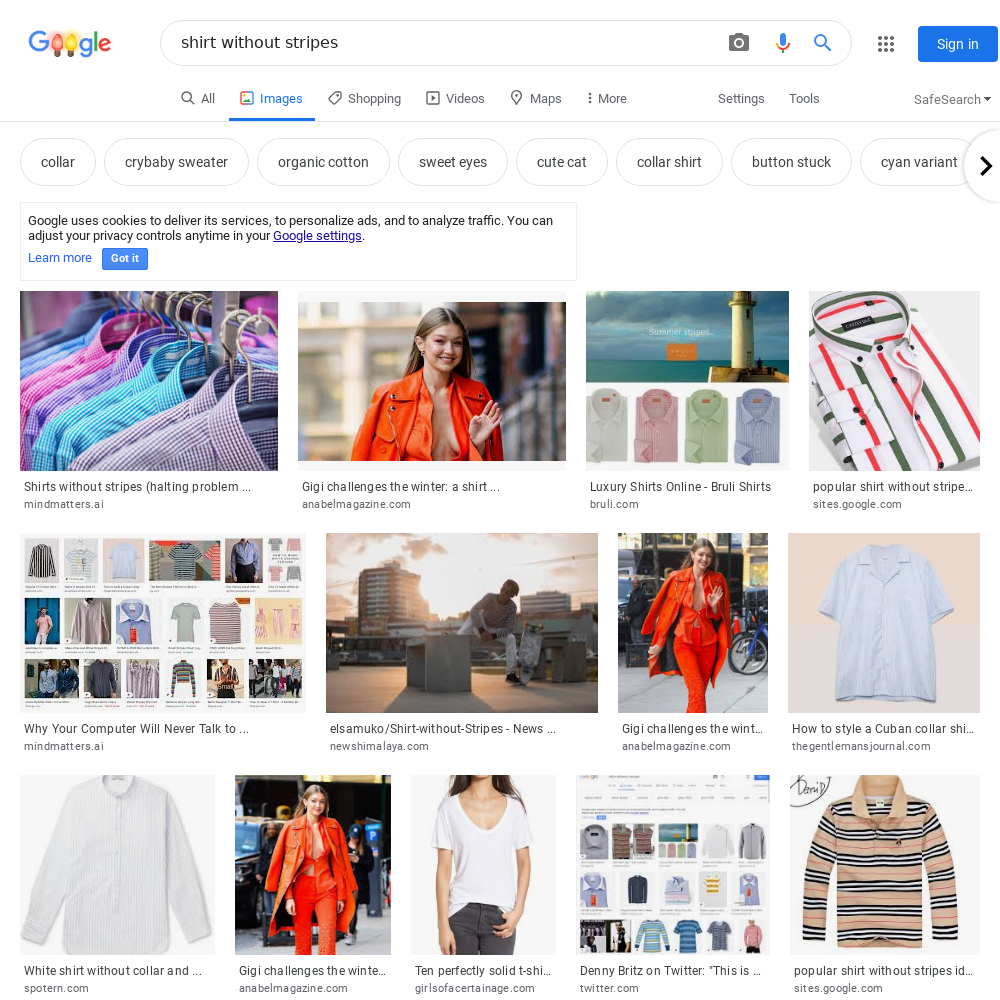 Google
shirt without stripes
Sign in
All
Images
Shopping
Videos
Maps
More
Settings
Tools
SafeSearch
collar
crybaby sweater
organic cotton
sweet eyes
cute cat
collar shirt
button stuck
cyan variant
Google uses cookies to deliver its services, to personalize ads, and to analyze traffic. You can
adjust your privacy controls anytime in your Google settings.
Learn more
Got it
Summer stripes
Shirts without stripes (halting problem ...
mindmatters.ai
Gigi challenges the winter: a shirt ...
anabelmagazine.com
Luxury Shirts Online - Bruli Shirts
bruli.com
popular shirt without stripe...
sites.google.com
Why Your Computer Will Never Talk to ...
mindmatters.ai
elsamuko/Shirt-without-Stripes - News ...
newshimalaya.com
Gigi challenges the wint...
anabelmagazine.com
How to style a Cuban collar shi...
thegentlemansjournal.com
White shirt without collar and ...
spotern.com
Gigi challenges the winte...
anabelmagazine.com
Ten perfectly solid t-shi...
girlsofacertainage.com
Denny Britz on Twitter: "This is ...
twitter.com
popular shirt without stripes id...
sites.google.com